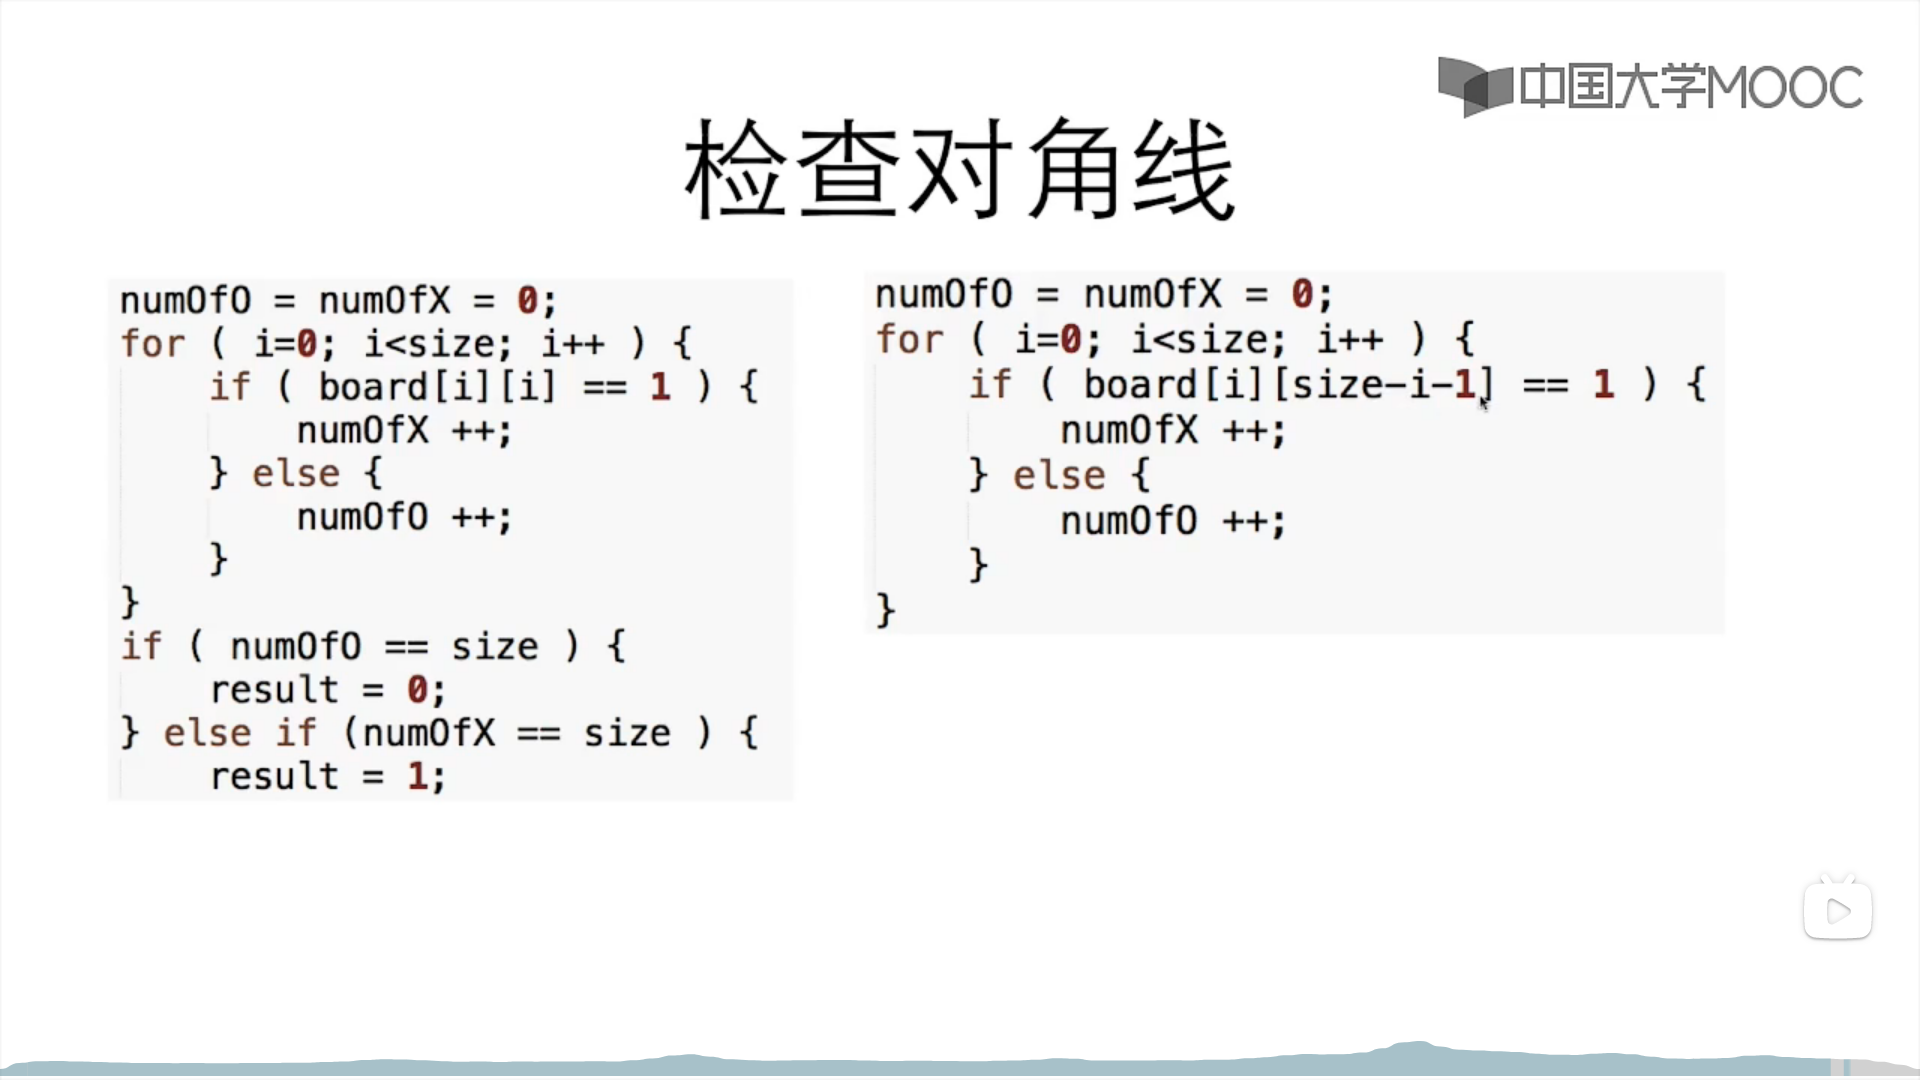 中国大学MOOC
检查对角线
numOfO = numOfX = 0;
for ( i=0; i<size; i++ ) {
if ( board[i][i] == 1 ) {
numOfX ++;
} else {
numOfO ++;
}
}
if ( numOfO == size ) {
result = 0;
} else if (numOfX == size ) {
result = 1;
numOfO = numOfX = 0;
for ( i=0; i<size; i++ ) {
if ( board[i][size-i-1] == 1 ) {
numOfX ++;
} else {
numOfO ++;
}
}